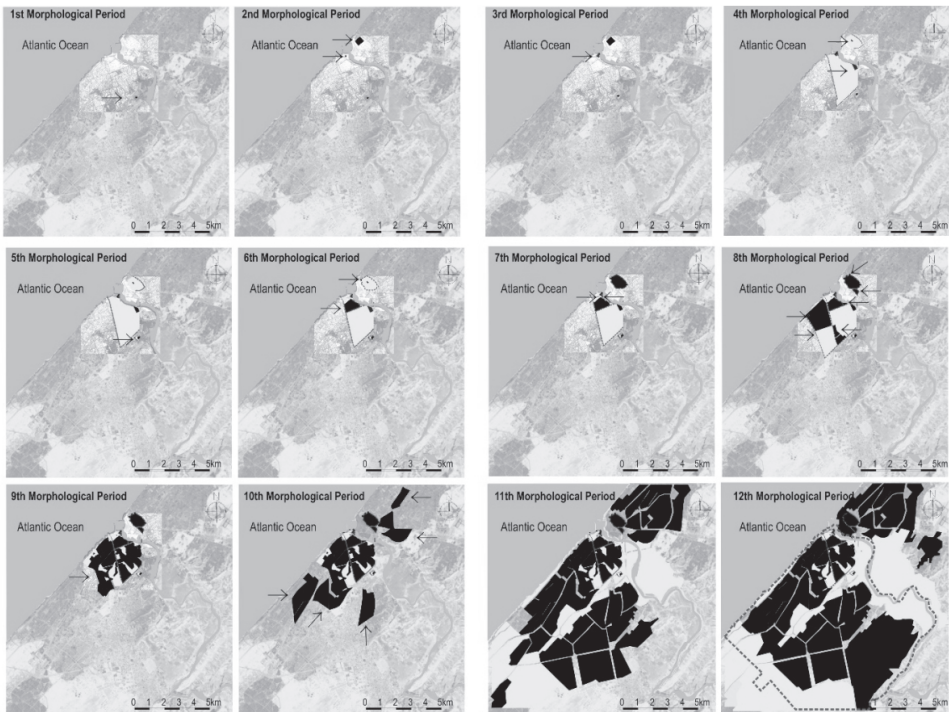 1st Morphological Period
Atlantic Ocean
N
0 1 2 3 4 5km
2nd Morphological Period
Atlantic Ocean
N
0 1 2 3 4 5km
3rd Morphological Period
Atlantic Ocean
N
0 1 2 3 4 5km
4th Morphological Period
Atlantic Ocean
N
0 1 2 3 4 5km
5th Morphological Period
Atlantic Ocean
N
0 1 2 3 4 5km
6th Morphological Period
Atlantic Ocean
N
0 1 2 3 4 5km
7th Morphological Period
Atlantic Ocean
N
0 1 2 3 4 5km
8th Morphological Period
Atlantic Ocean
N
0 1 2 3 4 5km
9th Morphological Period
Atlantic Ocean
N
0 1 2 3 4 5km
10th Morphological Period
Atlantic Ocean
N
0 1 2 3 4 5km
11th Morphological Period
Atlantic Ocean
N
0 1 2 3 4 5km
12th Morphological Period
Atlantic Ocean
N
0 1 2 3 4 5km